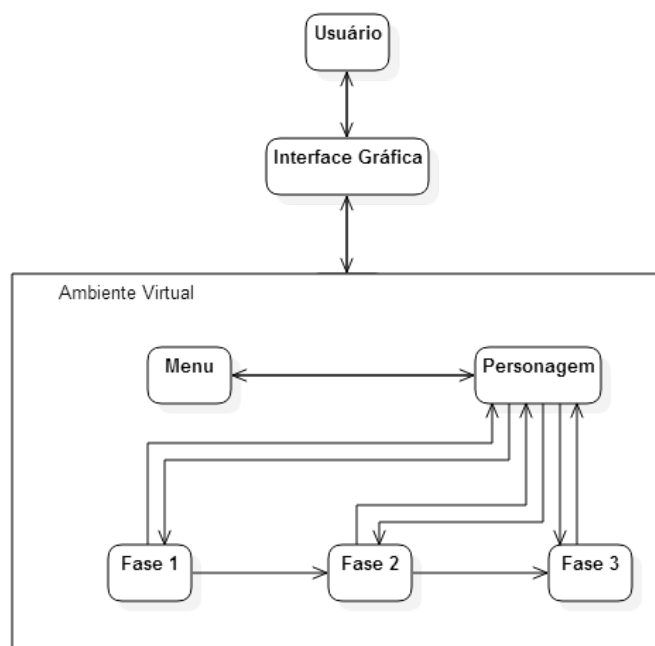 Usuário
Interface Gráfica
Ambiente Virtual
Menu
Personagem
Fase 1
Fase 2
Fase 3